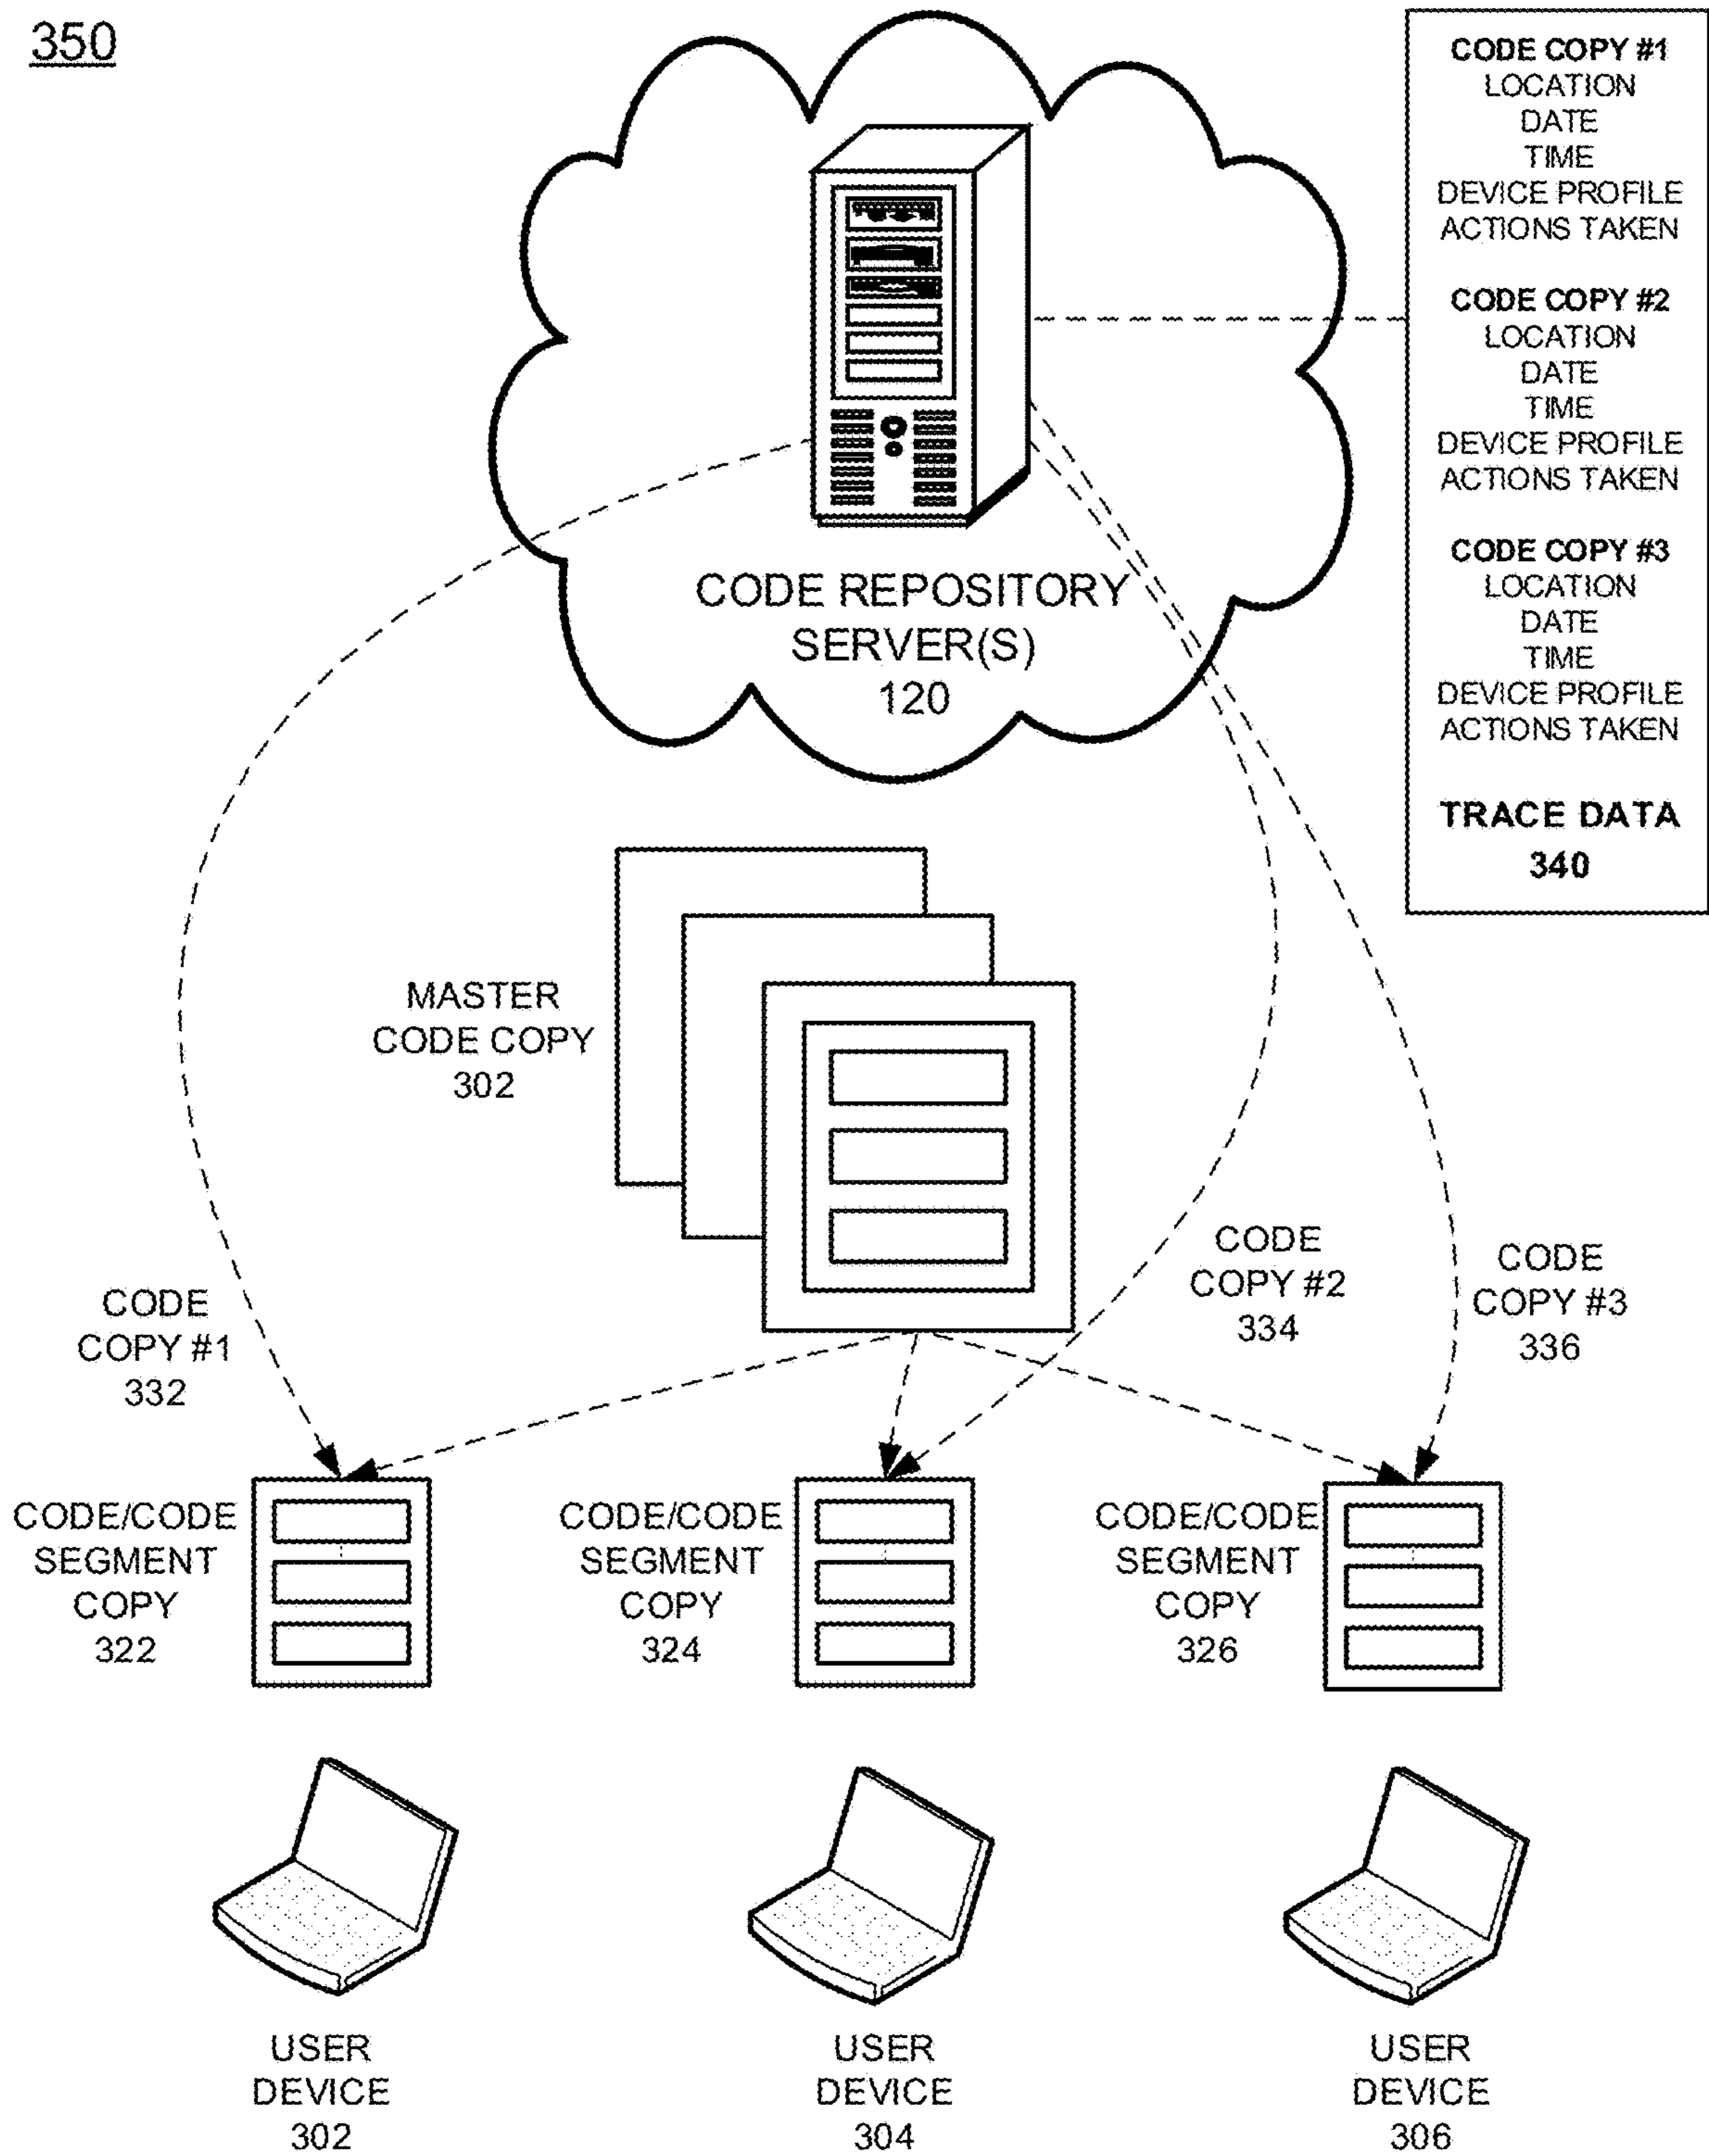 350
CODE COPY #1
LOCATION
DATE
TIME
DEVICE PROFILE
ACTIONS TAKEN
CODE COPY #2
LOCATION
DATE
TIME
DEVICE PROFILE
ACTIONS TAKEN
CODE COPY #3
LOCATION
DATE
TIME
DEVICE PROFILE
ACTIONS TAKEN
TRACE DATA
340
CODE REPOSITORY
SERVER(S)
120
MASTER
CODE COPY
302
CODE
COPY #1
332
CODE
COPY #2
334
CODE
COPY #3
336
CODE/CODE
SEGMENT
COPY
322
CODE/CODE
SEGMENT
COPY
324
CODE/CODE
SEGMENT
COPY
326
USER
DEVICE
302
USER
DEVICE
304
USER
DEVICE
306